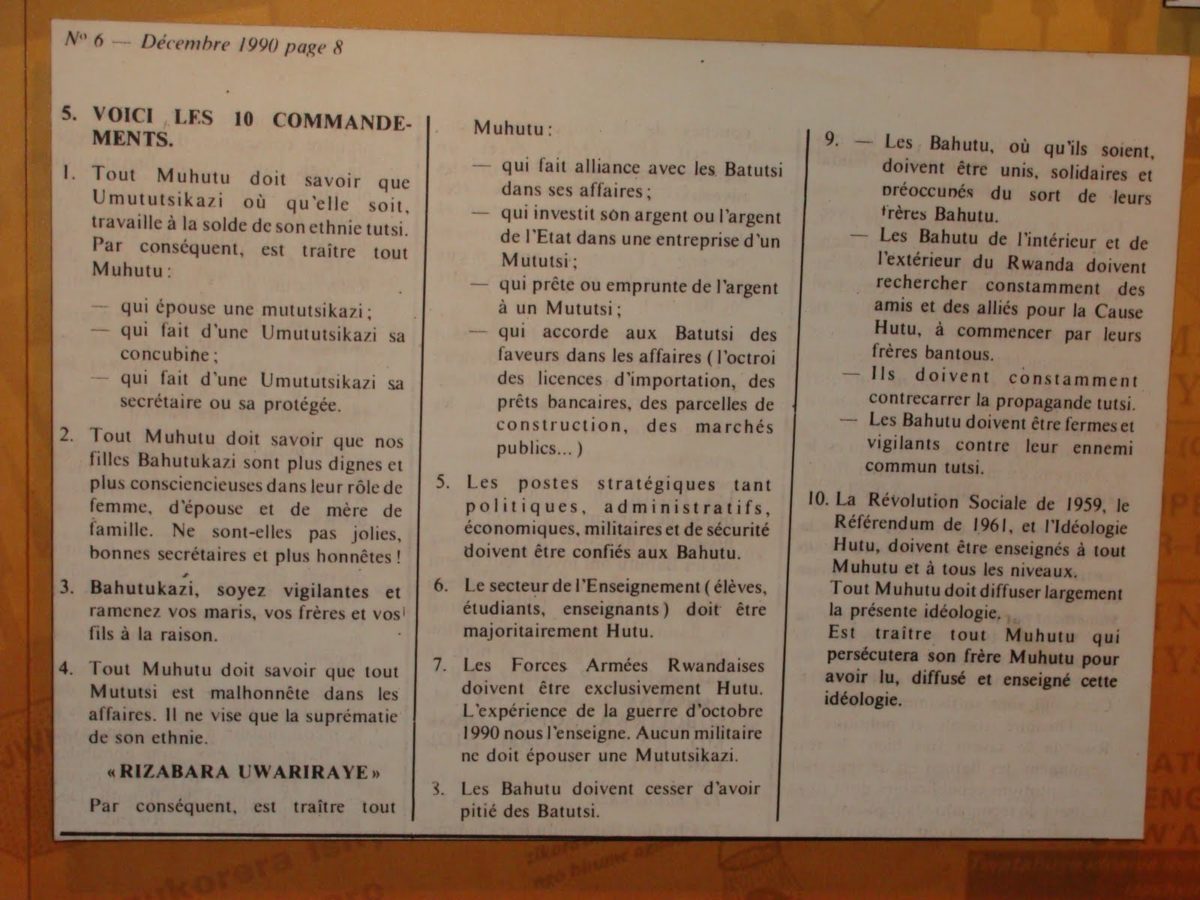 Nº 6 — Décembre 1990 page 8
5. VOICI LES 10 COMMANDE-
MENTS.
1. Tout Muhutu doit savoir que
Umututsikazi où qu'elle soit,
travaille à la solde de son ethnie tutsi.
Par conséquent, est traître tout
Muhutu :
— qui épouse une mututsikazi ;
— qui fait d'une Umututsikazi sa
concubine ;
— qui fait d'une Umututsikazi sa
secrétaire ou sa protégée.
2. Tout Muhutu doit savoir que nos
filles Bahutukazi sont plus dignes et
plus consciencieuses dans leur rôle de
femme, d'épouse et de mère de
famille. Ne sont-elles pas jolies,
bonnes secrétaires et plus honnêtes !
3. Bahutukazi, soyez vigilantes et
ramenez vos maris, vos frères et vos
fils à la raison.
4. Tout Muhutu doit savoir que tout
Mututsi est malhonnête dans les
affaires. Il ne vise que la suprématie
de son ethnie.
« RIZABARA UWARIRAYE »
Par conséquent, est traître tout
Muhutu :
— qui fait alliance avec les Batutsi
dans ses affaires ;
— qui investit son argent ou l'argent
de l'Etat dans une entreprise d'un
Mututsi ;
— qui prête ou emprunte de l'argent
à un Mututsi ;
— qui accorde aux Batutsi des
faveurs dans les affaires ( l'octroi
des licences d'importation, des
prêts bancaires, des parcelles de
construction, des marchés
publics... )
5. Les postes stratégiques tant
politiques, administratifs,
économiques, militaires et de sécurité
doivent être confiés aux Bahutu.
6. Le secteur de l'Enseignement ( élèves,
étudiants, enseignants ) doit être
majoritairement Hutu.
7. Les Forces Armées Rwandaises
doivent être exclusivement Hutu.
L'expérience de la guerre d'octobre
1990 nous l'enseigne. Aucun militaire
ne doit épouser une Mututsikazi.
3. Les Bahutu doivent cesser d'avoir
pitié des Batutsi.
9. — Les Bahutu, où qu'ils soient,
doivent être unis, solidaires et
préoccunés du sort de leurs
frères Bahutu.
— Les Bahutu de l'intérieur et de
l'extérieur du Rwanda doivent
rechercher constamment des
amis et des alliés pour la Cause
Hutu, à commencer par leurs
frères bantous.
— Ils doivent constamment
contrecarrer la propagande tutsi.
— Les Bahutu doivent être fermes et
vigilants contre leur ennemi
commun tutsi.
10. La Révolution Sociale de 1959, le
Référendum de 1961, et l'Idéologie
Hutu, doivent être enseignés à tout
Muhutu et à tous les niveaux.
Tout Muhutu doit diffuser largement
la présente idéologie.
Est traître tout Muhutu qui
persécutera son frère Muhutu pour
avoir lu, diffusé et enseigné cette
idéologie.